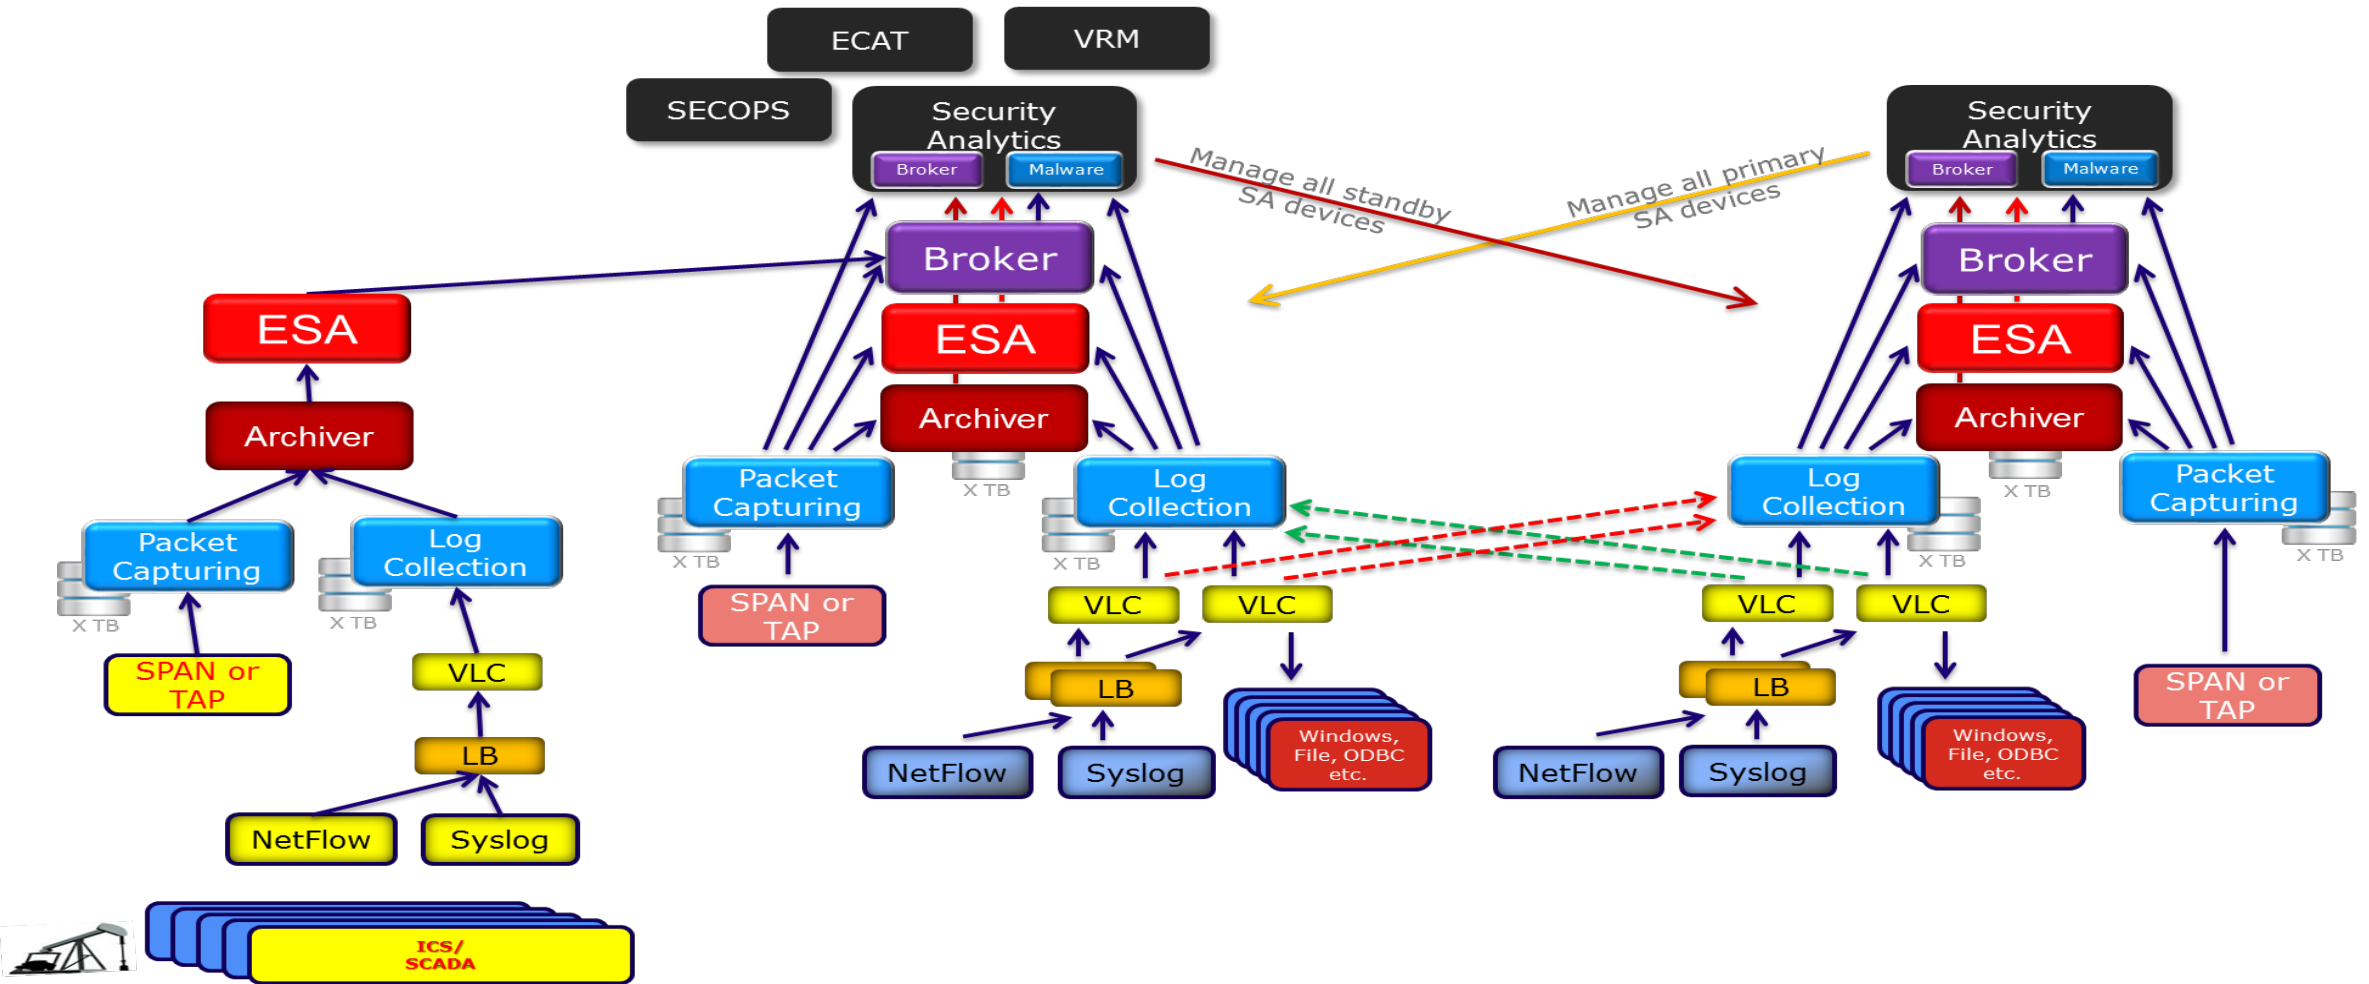 ECAT
VRM
SECOPS
Security
Analytics
Broker
Malware
Security
Analytics
Broker
Malware
Manage all standby
SA devices
Manage all primary
SA devices
Broker
Broker
ESA
ESA
ESA
Archiver
Archiver
Archiver
X TB
X TB
Packet
Capturing
X TB
Log
Collection
X TB
Log
Collection
X TB
Packet
Capturing
X TB
Packet
Capturing
X TB
Log
Collection
X TB
SPAN or
TAP
VLC
VLC
VLC
VLC
SPAN or
TAP
VLC
LB
LB
SPAN or
TAP
LB
NetFlow
Syslog
Windows,
File, ODBC
etc.
NetFlow
Syslog
Windows,
File, ODBC
etc.
NetFlow
Syslog
ICS/
SCADA